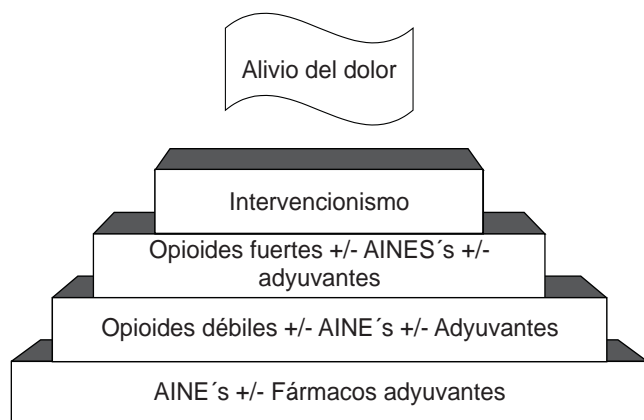 Alivio del dolor
Intervencionismo
Opioides fuertes +/- AINES´s +/-
adyuvantes
Opioides débiles +/- AINE´s +/- Adyuvantes
AINE´s +/- Fármacos adyuvantes